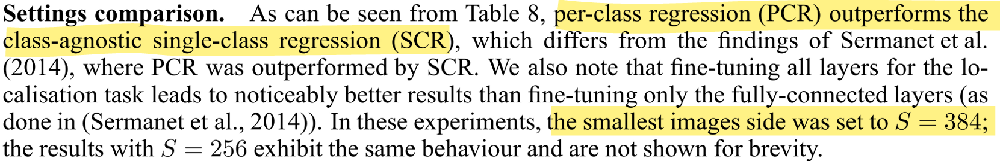 Settings comparison. As can be seen from Table 8, per-class regression (PCR) outperforms the
class-agnostic single-class regression (SCR), which differs from the findings of Sermanet et al.
(2014), where PCR was outperformed by SCR. We also note that fine-tuning all layers for the lo-
calisation task leads to noticeably better results than fine-tuning only the fully-connected layers (as
done in (Sermanet et al., 2014)). In these experiments, the smallest images side was set to S = 384;
the results with S = 256 exhibit the same behaviour and are not shown for brevity.